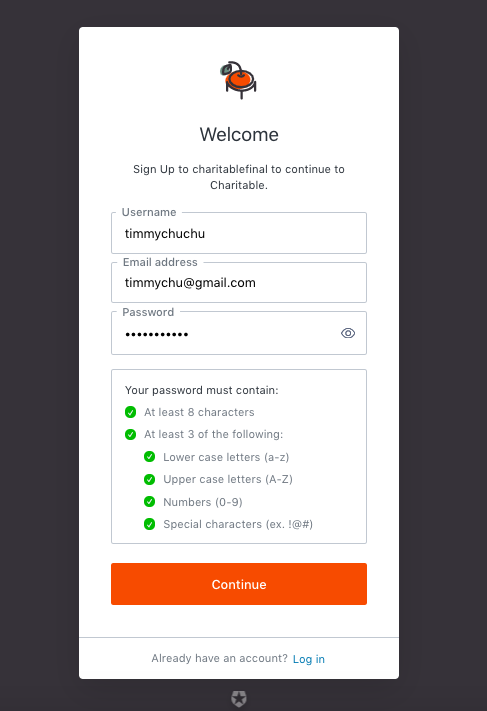 Welcome
Sign Up to charitablefinal to continue to
Charitable.
Username
timmychuchu
Email address
timmychu@gmail.com
Password
•••••••••••
Your password must contain:
At least 8 characters
At least 3 of the following:
Lower case letters (a-z)
Upper case letters (A-Z)
Numbers (0-9)
Special characters (ex. !@#)
Continue
Already have an account? Log in